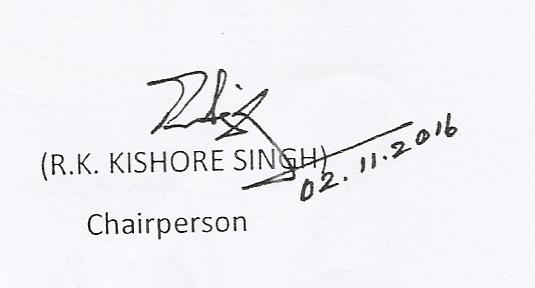 (R.K. KISHORE SINGH)
02.11.2016
Chairperson